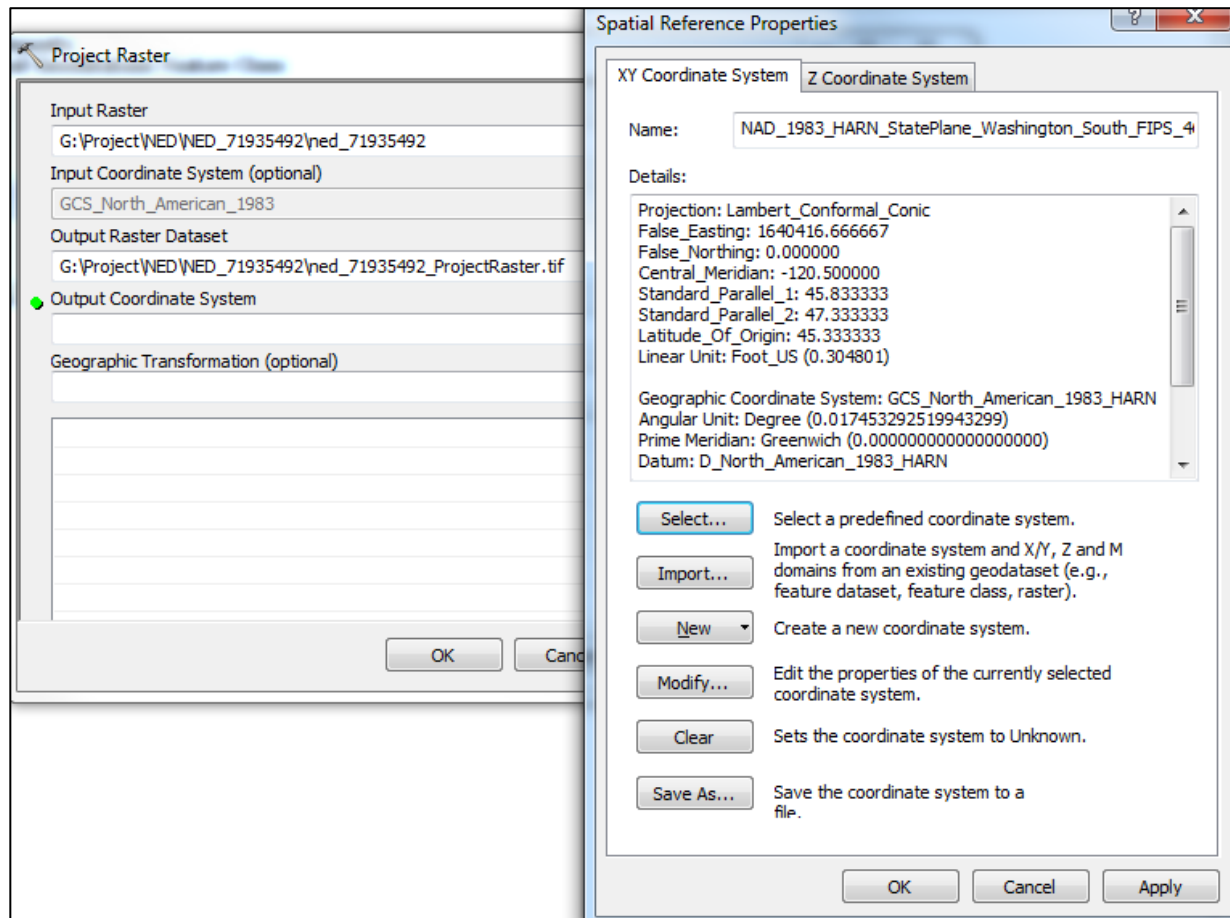 Project Raster
Input Raster
G:\Project\NED\NED_71935492\ned_71935492
Input Coordinate System (optional)
GCS_North_American_1983
Output Raster Dataset
G:\Project\NED\NED_71935492\ned_71935492_ProjectRaster.tif
Output Coordinate System
Geographic Transformation (optional)
OK
Canc
Spatial Reference Properties
XY Coordinate System
Z Coordinate System
Name:
NAD_1983_HARN_StatePlane_Washington_South_FIPS_4
Details:
Projection: Lambert_Conformal_Conic
False_Easting: 1640416.666667
False_Northing: 0.000000
Central_Meridian: -120.500000
Standard_Parallel_1: 45.833333
Standard_Parallel_2: 47.333333
Latitude_Of_Origin: 45.333333
Linear Unit: Foot_US (0.304801)
Geographic Coordinate System: GCS_North_American_1983_HARN
Angular Unit: Degree (0.017453292519943299)
Prime Meridian: Greenwich (0.000000000000000000)
Datum: D_North_American_1983_HARN
Select...
Select a predefined coordinate system.
Import...
Import a coordinate system and X/Y, Z and M
domains from an existing geodataset (e.g.,
feature dataset, feature class, raster).
New
Create a new coordinate system.
Modify...
Edit the properties of the currently selected
coordinate system.
Clear
Sets the coordinate system to Unknown.
Save As...
Save the coordinate system to a
file.
OK
Cancel
Apply